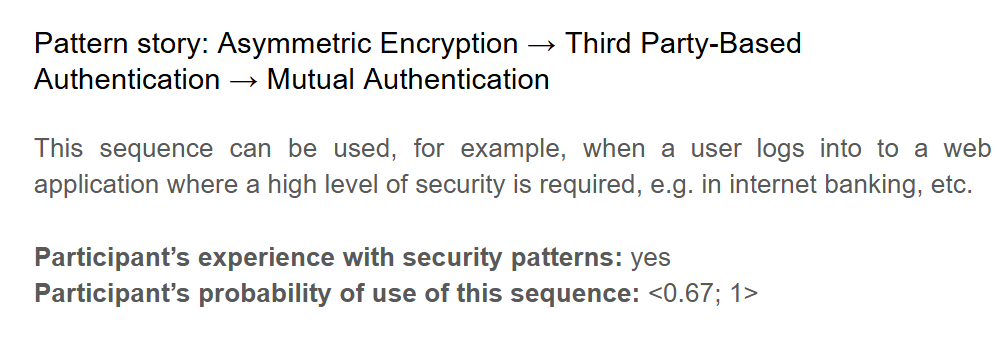 Pattern story: Asymmetric Encryption → Third Party-Based
Authentication → Mutual Authentication
This sequence can be used, for example, when a user logs into to a web
application where a high level of security is required, e.g. in internet banking, etc.
Participant’s experience with security patterns: yes
Participant’s probability of use of this sequence: <0.67; 1>